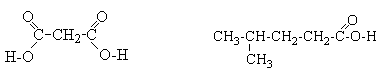 O O O
C-CH₂-C CH₃-CH-CH₂-CH₂-C-O-H
H-O O-H CH₃